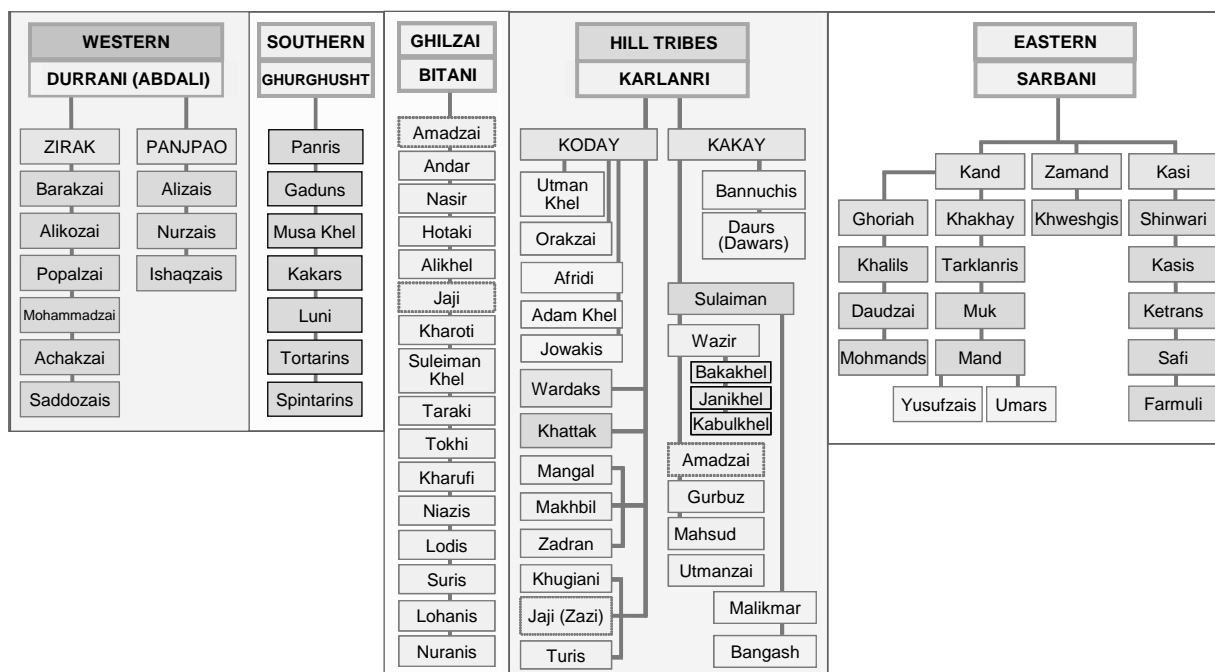 WESTERN
DURRANI (ABDALI)
ZIRAK
Barakzai
Alikozai
Popalzai
Mohammadzai
Achakzai
Saddozais
PANJPAO
Alizais
Nurzais
Ishaqzais
SOUTHERN
GHURGHUSHT
Panris
Gaduns
Musa Khel
Kakars
Luni
Tortarins
Spintarins
GHILZAI
BITANI
Amadzai
Andar
Nasir
Hotaki
Alikhel
Jaji
Kharoti
Suleiman
Khel
Taraki
Tokhi
Kharufi
Niazis
Lodis
Suris
Lohanis
Nuranis
HILL TRIBES
KARLANRI
KODAY
Utman
Khel
Orakzai
Afridi
Adam Khel
Jowakis
Wardaks
Khattak
Mangal
Makhbil
Zadran
Khugiani
Jaji (Zazi)
Turis
KAKAY
Bannuchis
Daurs
(Dawars)
Sulaiman
Wazir
Bakakhel
Janikhel
Kabulkhel
Amadzai
Gurbuz
Mahsud
Utmanzai
Malikmar
Bangash
EASTERN
SARBANI
Kand
Ghoriah
Khalils
Daudzai
Mohmands
Khakhay
Tarklanris
Muk
Mand
Yusufzais
Umars
Zamand
Khweshgis
Kasi
Shinwari
Kasis
Ketrans
Safi
Farmuli